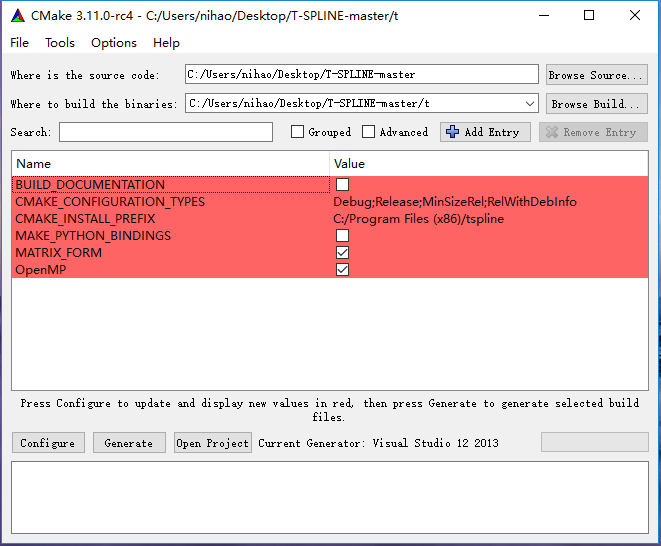 CMake 3.11.0-rc4 - C:/Users/nihao/Desktop/T-SPLINE-master/t
File Tools Options Help
Where is the source code: C:/Users/nihao/Desktop/T-SPLINE-master Browse Source...
Where to build the binaries: C:/Users/nihao/Desktop/T-SPLINE-master/t Browse Build...
Search: Grouped Advanced Add Entry Remove Entry
Name Value
BUILD_DOCUMENTATION
CMAKE_CONFIGURATION_TYPES Debug;Release;MinSizeRel;RelWithDebInfo
CMAKE_INSTALL_PREFIX C:/Program Files (x86)/tspline
MAKE_PYTHON_BINDINGS
MATRIX_FORM
OpenMP
Press Configure to update and display new values in red, then press Generate to generate selected build
files.
Configure Generate Open Project Current Generator: Visual Studio 12 2013